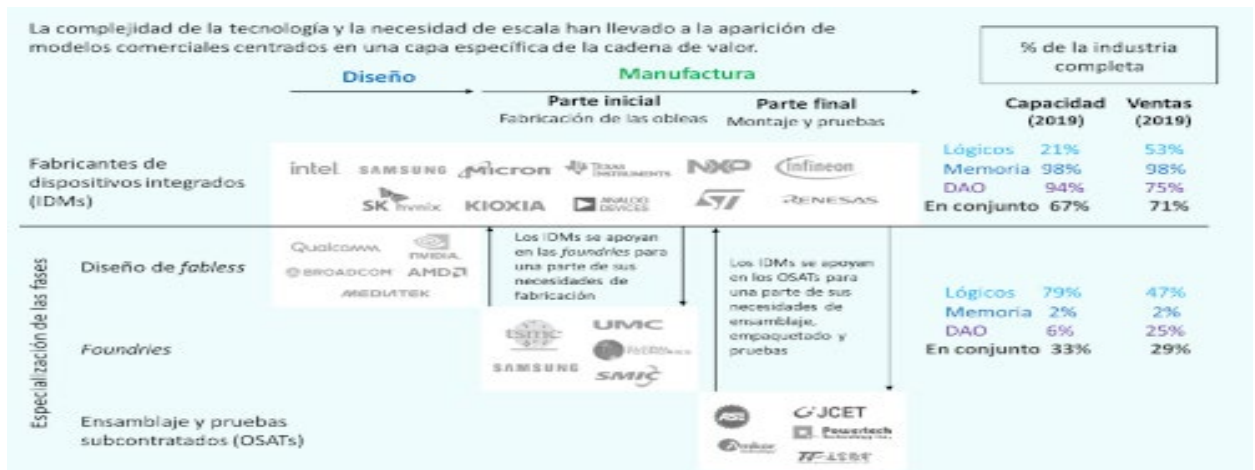 La complejidad de la tecnología y la necesidad de escala han llevado a la aparición de
modelos comerciales centrados en una capa específica de la cadena de valor.
% de la industria
completa
Diseño
Manufactura
Parte inicial
Fabricación de las obleas
Parte final
Montaje y pruebas
Capacidad
(2019)
Ventas
(2019)
Fabricantes de
dispositivos integrados
(IDMs)
intel SAMSUNG Micron TEXAS INSTRUMENTS NXP infineon
SK hynix KIOXIA ANALOG DEVICES ST RENESAS
Lógicos 21% 53%
Memoria 98% 98%
DAO 94% 75%
En conjunto 67% 71%
Especialización de las fases
Diseño de fabless
Qualcomm NVIDIA
BROADCOM AMD
MEDIATEK
Los IDMs se apoyan
en las foundries para
una parte de sus
necesidades de
fabricación
Los IDMs se apoyan
en los OSATs para
una parte de sus
necesidades de
ensamblaje,
empaquetado y
pruebas
Lógicos 79% 47%
Memoria 2% 2%
DAO 6% 25%
En conjunto 33% 29%
Foundries
tsmc UMC
SAMSUNG SMIC
Ensamblaje y pruebas
subcontratados (OSATs)
ASE JCET
Powertech
Amkor